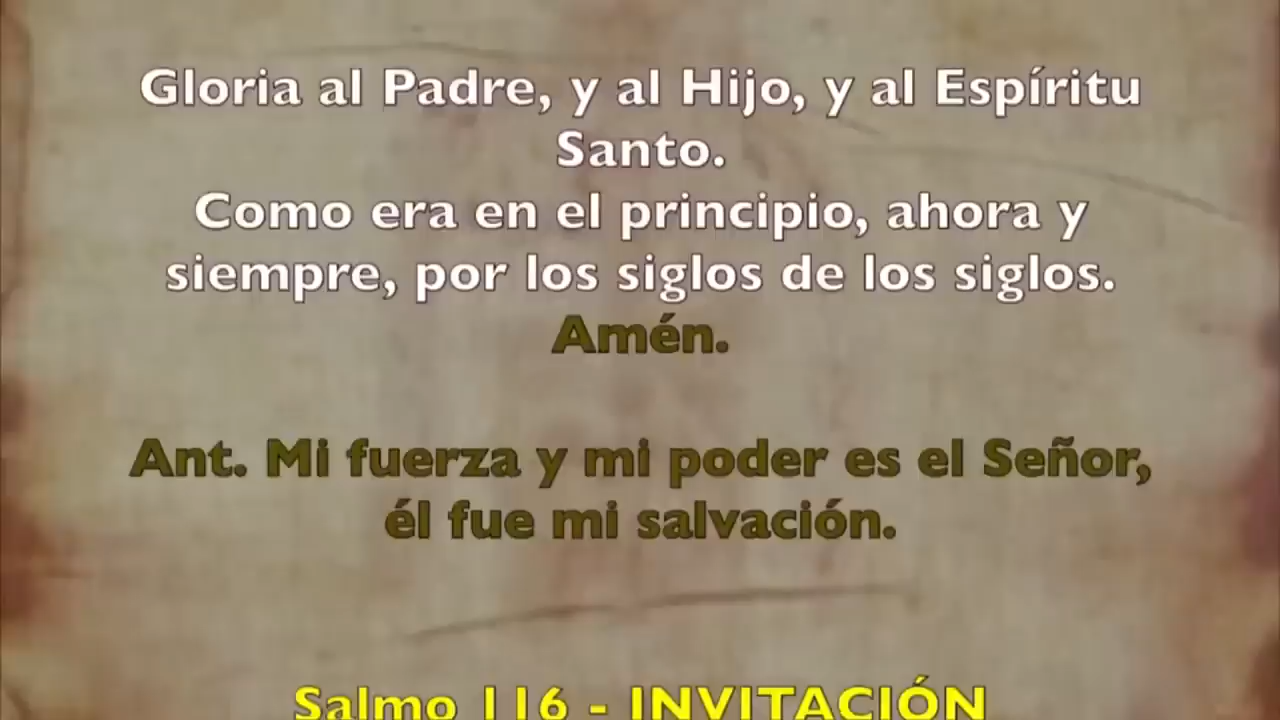 Gloria al Padre, y al Hijo, y al Espíritu
Santo.
Como era en el principio, ahora y
siempre, por los siglos de los siglos.
Amén.
Ant. Mi fuerza y mi poder es el Señor,
él fue mi salvación.
Salmo 116 - INVITACIÓN